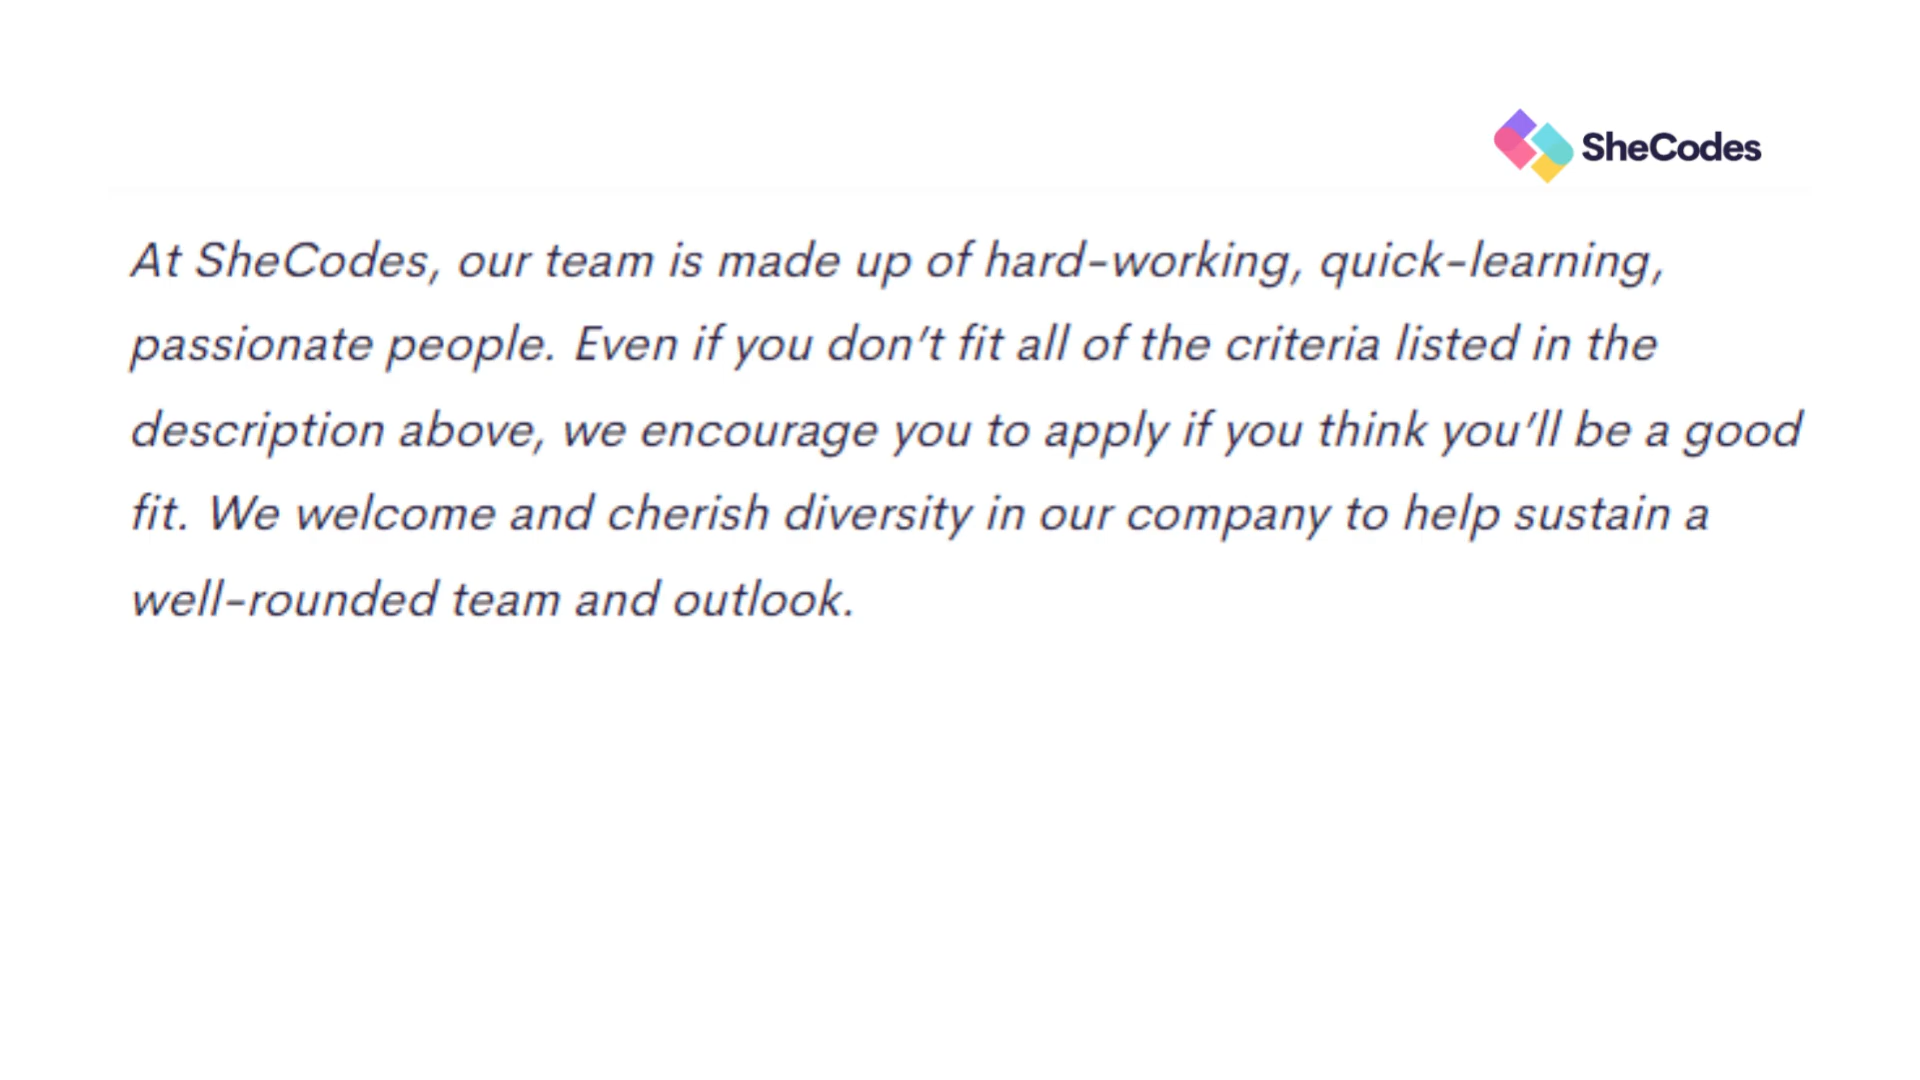 SheCodes
At SheCodes, our team is made up of hard-working, quick-learning,
passionate people. Even if you don’t fit all of the criteria listed in the
description above, we encourage you to apply if you think you’ll be a good
fit. We welcome and cherish diversity in our company to help sustain a
well-rounded team and outlook.